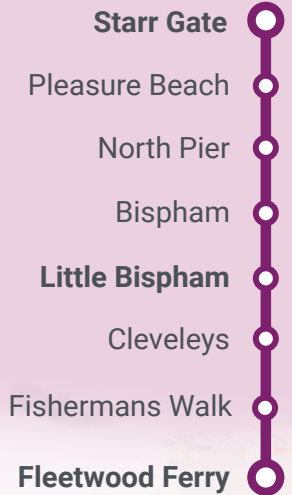 Starr Gate
Pleasure Beach
North Pier
Bispham
Little Bispham
Cleveleys
Fishermans Walk
Fleetwood Ferry